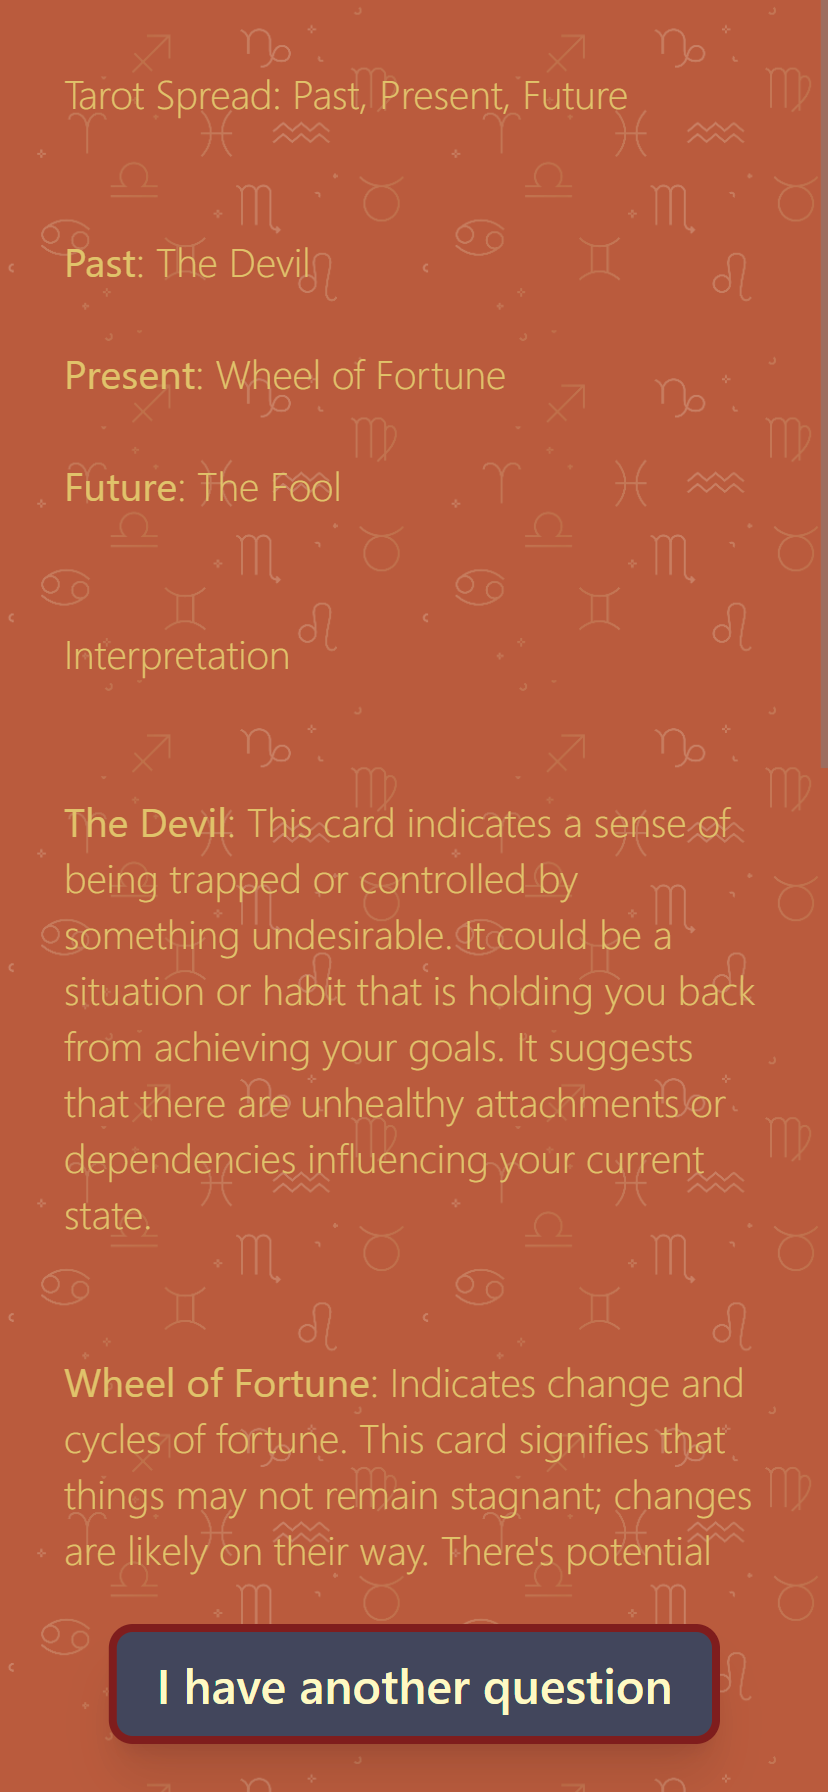 Tarot Spread: Past, Present, Future
Past: The Devil
Present: Wheel of Fortune
Future: The Fool
Interpretation
The Devil: This card indicates a sense of
being trapped or controlled by
something undesirable. It could be a
situation or habit that is holding you back
from achieving your goals. It suggests
that there are unhealthy attachments or
dependencies influencing your current
state.
Wheel of Fortune: Indicates change and
cycles of fortune. This card signifies that
things may not remain stagnant; changes
are likely on their way. There's potential
I have another question